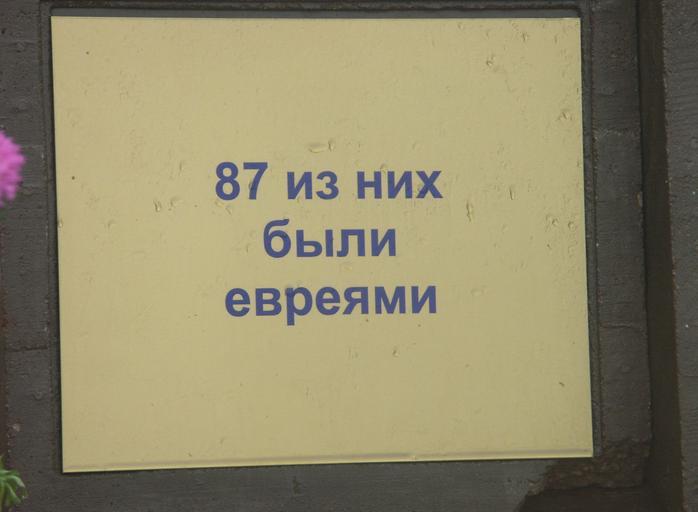 87 из них
были
евреями